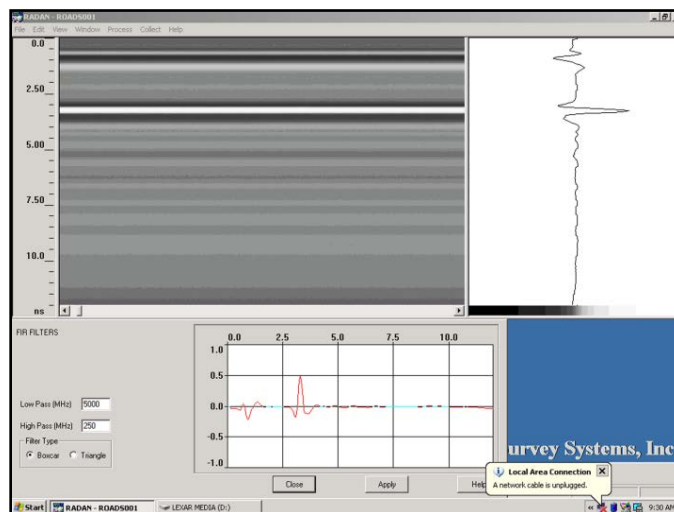 RADAN - ROADS001
File Edit View Window Process Collect Help
0.0
2.50
5.00
7.50
10.0
ns
FIR FILTERS
0.0 2.5 5.0 7.5 10.0
1.0
0.5
0.0
-0.5
-1.0
Low Pass (MHz) 5000
High Pass (MHz) 250
Filter Type
Boxcar Triangle
Close Apply Help
urvey Systems, Inc
Local Area Connection
A network cable is unplugged.
Start RADAN - ROADS001 LEXAR MEDIA (D:) 9:30 AM